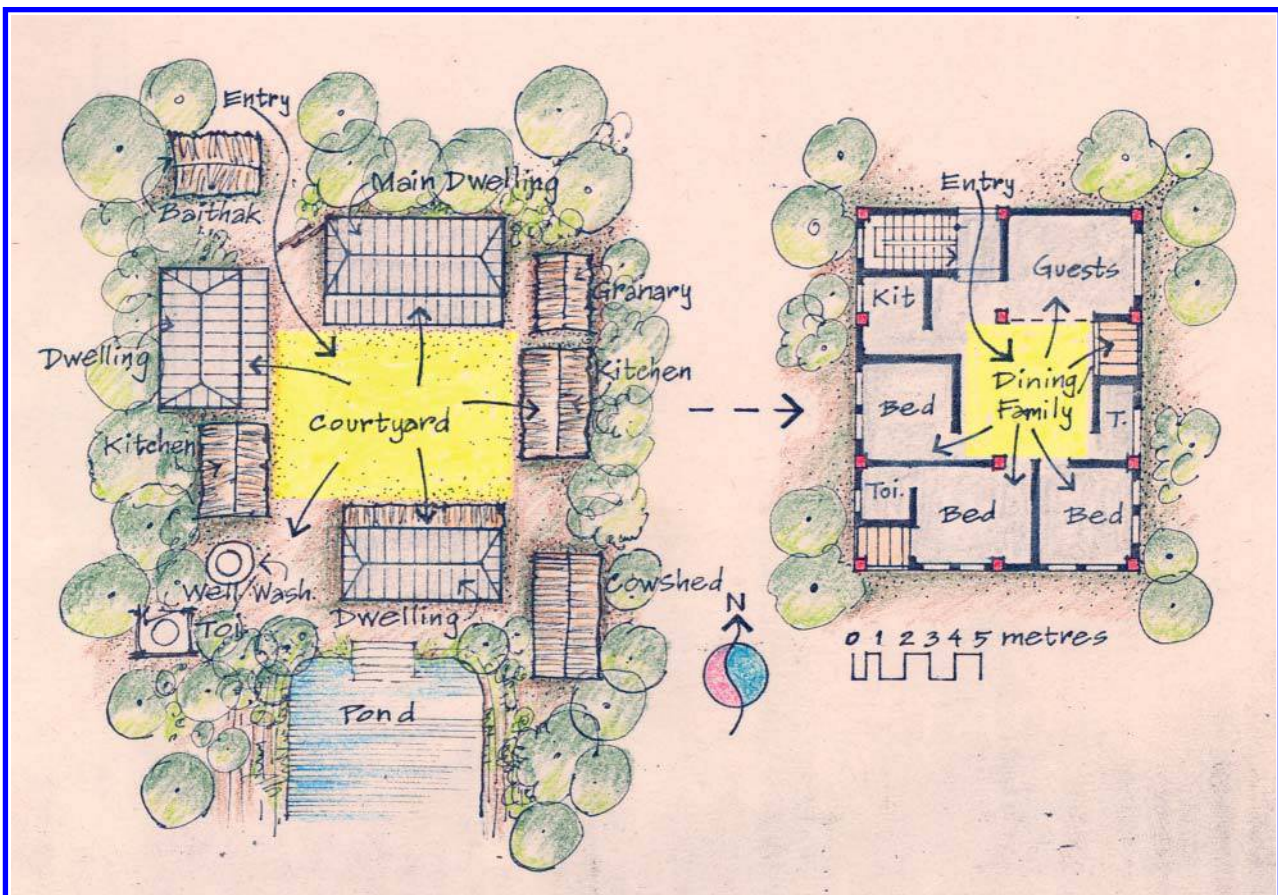 Entry
Baithak
Main Dwelling
Granary
Dwelling
Kitchen
Courtyard
Kitchen
Well/Wash.
Toi.
Dwelling
Cowshed
Pond
Entry
Guests
Kit
Dining/
Family
Bed
T.
Toi.
Bed
Bed
N
0 1 2 3 4 5 metres